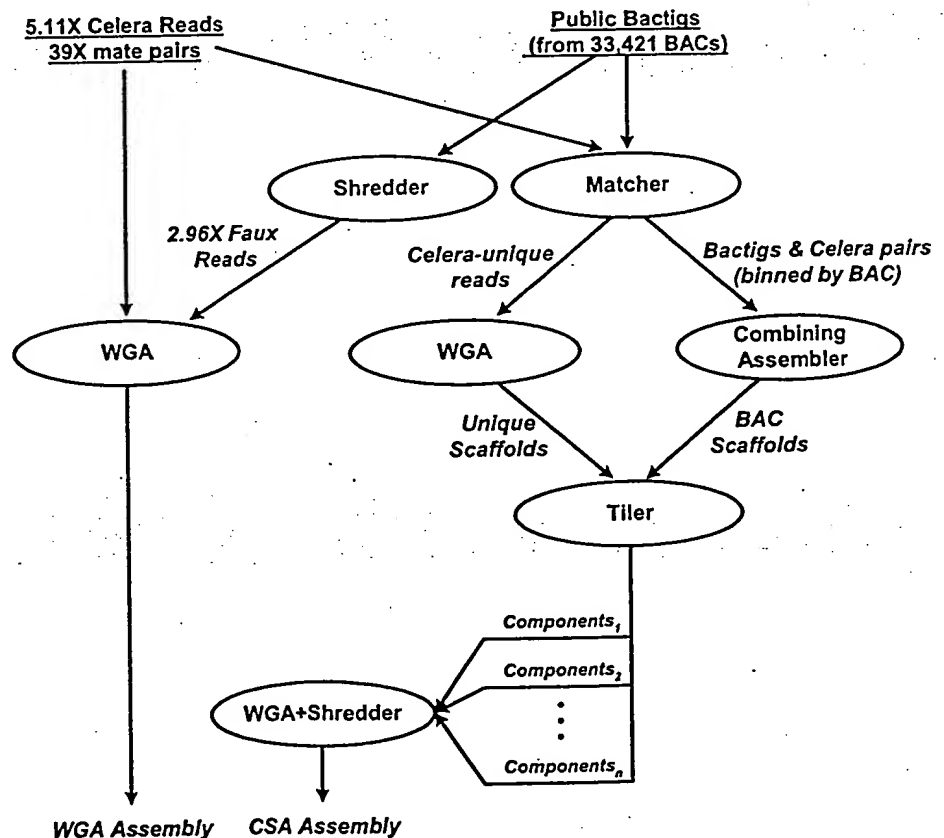 5.11X Celera Reads
39X mate pairs
Public Bactigs
(from 33,421 BACs)
Shredder
Matcher
2.96X Faux
Reads
Celera-unique
reads
Bactigs & Celera pairs
(binned by BAC)
WGA
WGA
Combining
Assembler
Unique
Scaffolds
BAC
Scaffolds
Tiler
Components1
Components2
WGA+Shredder
Componentsn
WGA Assembly
CSA Assembly